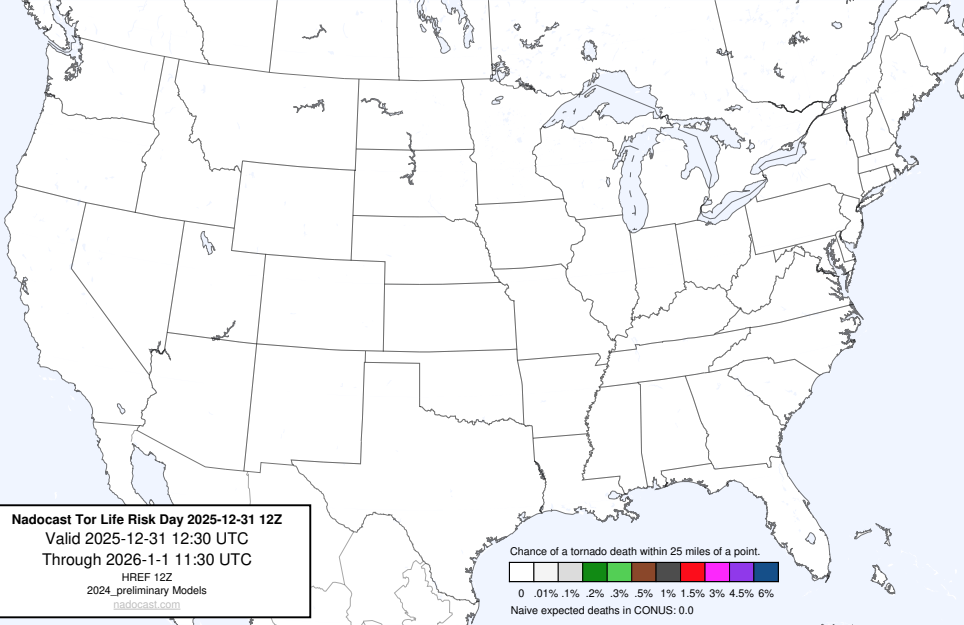 Nadocast Tor Life Risk Day 2025-12-31 12Z
Valid 2025-12-31 12:30 UTC
Through 2026-1-1 11:30 UTC
HREF 12Z
2024_preliminary Models
nadocast.com
Chance of a tornado death within 25 miles of a point.
0 .01% .1% .2% .3% .5% 1% 1.5% 3% 4.5% 6%
Naive expected deaths in CONUS: 0.0